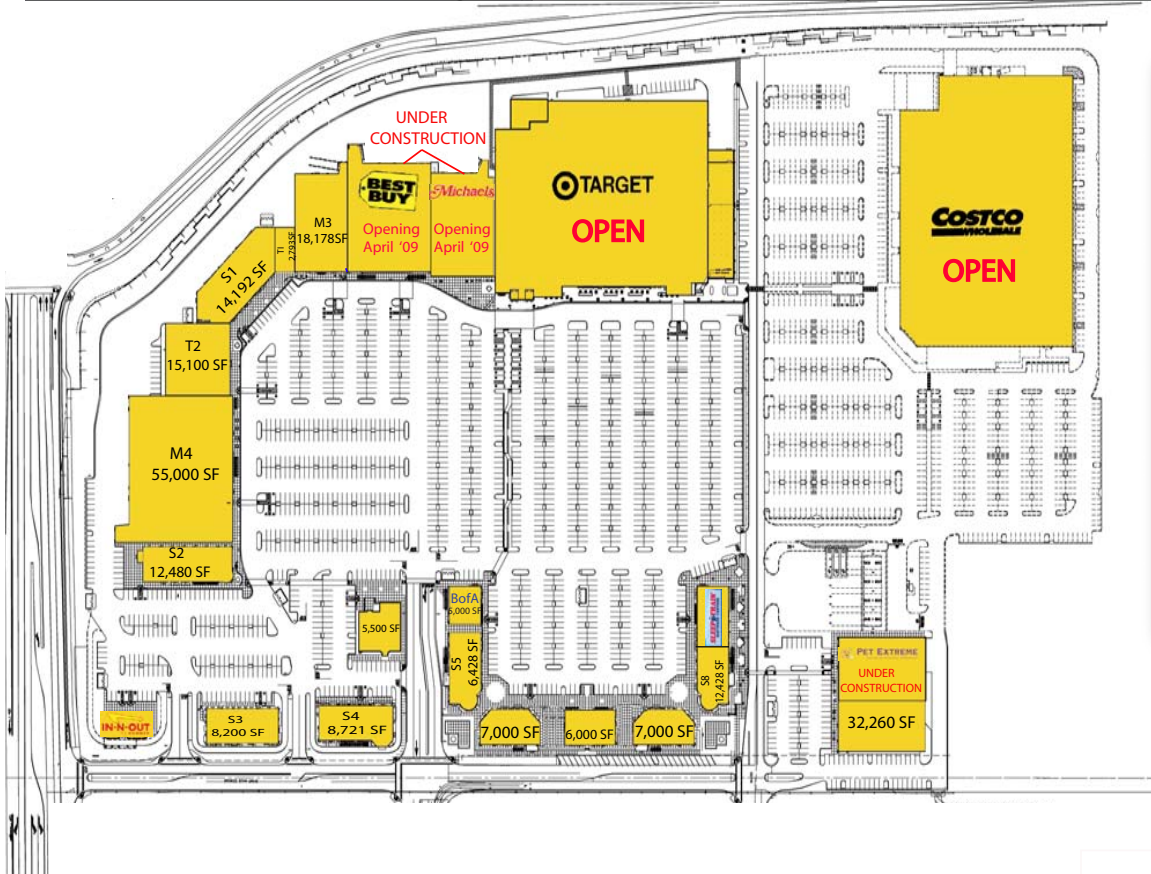 UNDER
CONSTRUCTION
BEST
BUY
Michaels
TARGET
M3
18,178SF
Opening
April ‘09
Opening
April ‘09
OPEN
COSTCO
WHOLESALE
OPEN
T1
2,793SF
S1
14,192 SF
T2
15,100 SF
M4
55,000 SF
S2
12,480 SF
BofA
6,000 SF
5,500 SF
S5
6,428 SF
S8
12,428 SF
PET EXTREME
UNDER
CONSTRUCTION
32,260 SF
IN-N-OUT
S3
8,200 SF
S4
8,721 SF
7,000 SF
6,000 SF
7,000 SF